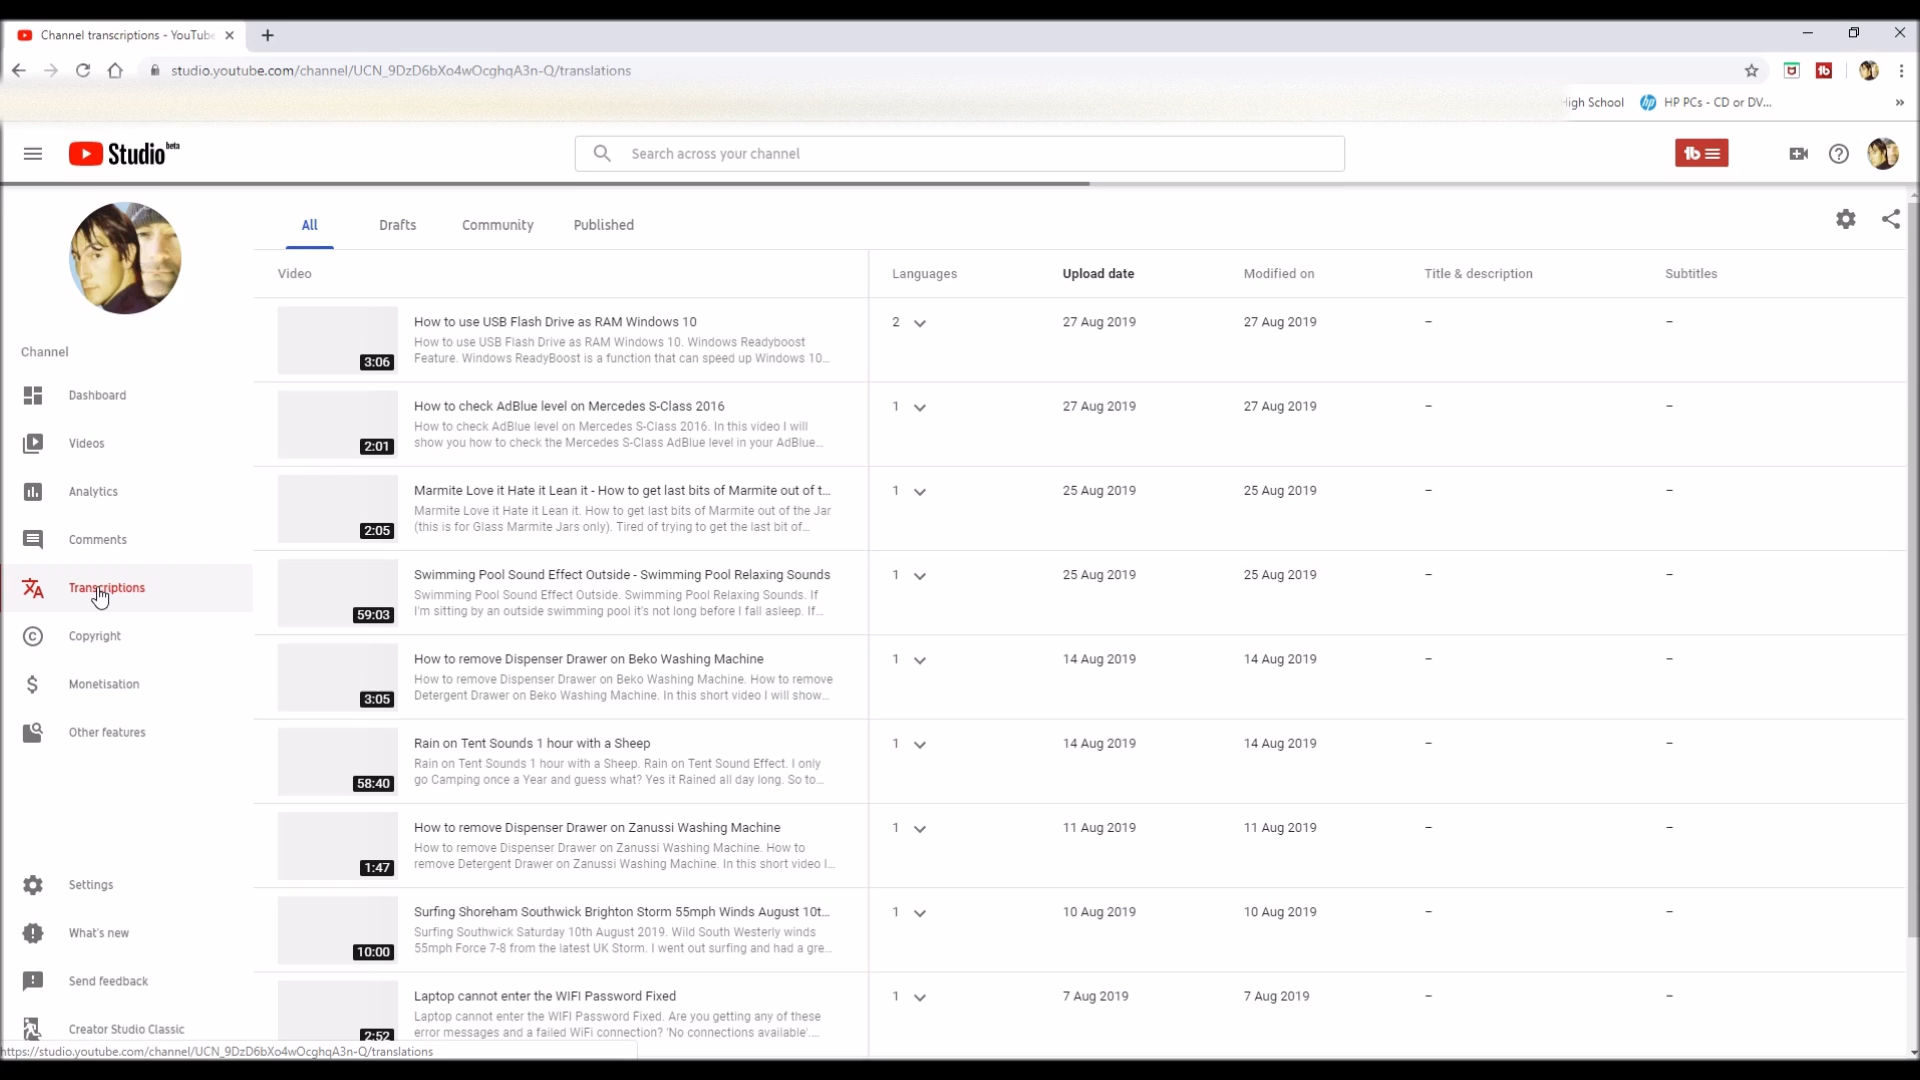 Channel transcriptions - YouTube
studio.youtube.com/channel/UCN_9DzD6bXo4wOcghqA3n-Q/translations
High School
HP PCs - CD or DV...
Studio beta
Search across your channel
All
Drafts
Community
Published
Video
Languages
Upload date
Modified on
Title & description
Subtitles
Channel
Dashboard
Videos
Analytics
Comments
Transcriptions
Copyright
Monetisation
Other features
Settings
What's new
Send feedback
Creator Studio Classic
3:06
How to use USB Flash Drive as RAM Windows 10
How to use USB Flash Drive as RAM Windows 10. Windows Readyboost
Feature. Windows ReadyBoost is a function that can speed up Windows 10...
2
27 Aug 2019
27 Aug 2019
–
–
2:01
How to check AdBlue level on Mercedes S-Class 2016
How to check AdBlue level on Mercedes S-Class 2016. In this video I will
show you how to check the Mercedes S-Class AdBlue level in your AdBlue...
1
27 Aug 2019
27 Aug 2019
–
–
2:05
Marmite Love it Hate it Lean it - How to get last bits of Marmite out of t...
Marmite Love it Hate it Lean it. How to get last bits of Marmite out of the Jar
(this is for Glass Marmite Jars only). Tired of trying to get the last bit of...
1
25 Aug 2019
25 Aug 2019
–
–
59:03
Swimming Pool Sound Effect Outside - Swimming Pool Relaxing Sounds
Swimming Pool Sound Effect Outside. Swimming Pool Relaxing Sounds. If
I'm sitting by an outside swimming pool it's not long before I fall asleep. If...
1
25 Aug 2019
25 Aug 2019
–
–
3:05
How to remove Dispenser Drawer on Beko Washing Machine
How to remove Dispenser Drawer on Beko Washing Machine. How to remove
Detergent Drawer on Beko Washing Machine. In this short video I will show...
1
14 Aug 2019
14 Aug 2019
–
–
58:40
Rain on Tent Sounds 1 hour with a Sheep
Rain on Tent Sounds 1 hour with a Sheep. Rain on Tent Sound Effect. I only
go Camping once a Year and guess what? Yes it Rained all day long. So to...
1
14 Aug 2019
14 Aug 2019
–
–
1:47
How to remove Dispenser Drawer on Zanussi Washing Machine
How to remove Dispenser Drawer on Zanussi Washing Machine. How to
remove Detergent Drawer on Zanussi Washing Machine. In this short video I...
1
11 Aug 2019
11 Aug 2019
–
–
10:00
Surfing Shoreham Southwick Brighton Storm 55mph Winds August 10t...
Surfing Southwick Saturday 10th August 2019. Wild South Westerly winds
55mph Force 7-8 from the latest UK Storm. I went out surfing and had a gre...
1
10 Aug 2019
10 Aug 2019
–
–
2:52
Laptop cannot enter the WIFI Password Fixed
Laptop cannot enter the WIFI Password Fixed. Are you getting any of these
error messages and a failed WiFi connection? 'No connections available'....
1
7 Aug 2019
7 Aug 2019
–
–
https://studio.youtube.com/channel/UCN_9DzD6bXo4wOcghqA3n-Q/translations